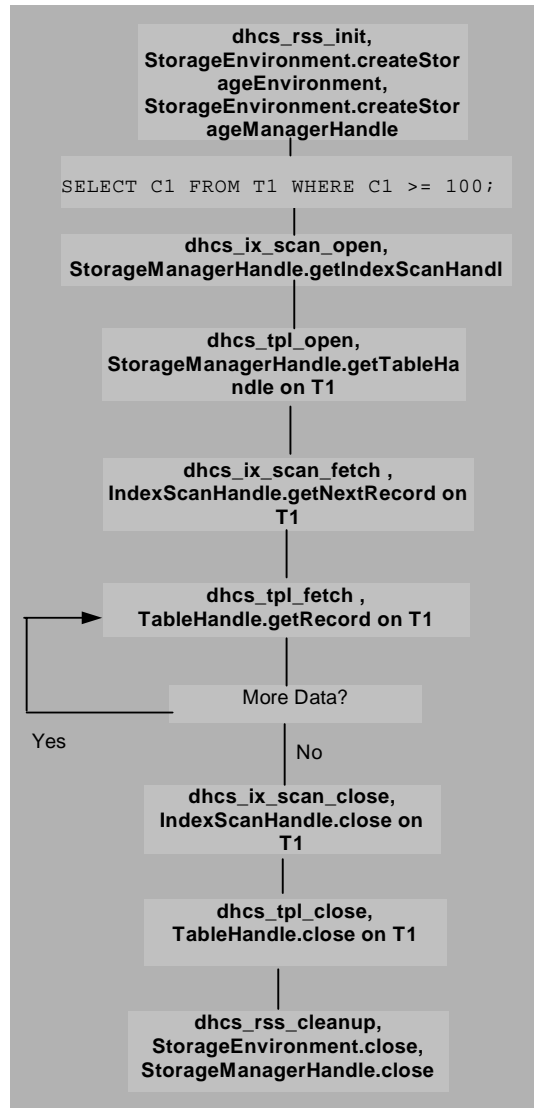 dhcs_rss_init,
StorageEnvironment.createStor
ageEnvironment,
StorageEnvironment.createStor
ageManagerHandle
SELECT C1 FROM T1 WHERE C1 >= 100;
dhcs_ix_scan_open,
StorageManagerHandle.getIndexScanHandl
dhcs_tpl_open,
StorageManagerHandle.getTableHa
ndle on T1
dhcs_ix_scan_fetch ,
IndexScanHandle.getNextRecord on
T1
dhcs_tpl_fetch ,
TableHandle.getRecord on T1
More Data?
Yes
No
dhcs_ix_scan_close,
IndexScanHandle.close on
T1
dhcs_tpl_close,
TableHandle.close on T1
dhcs_rss_cleanup,
StorageEnvironment.close,
StorageManagerHandle.close